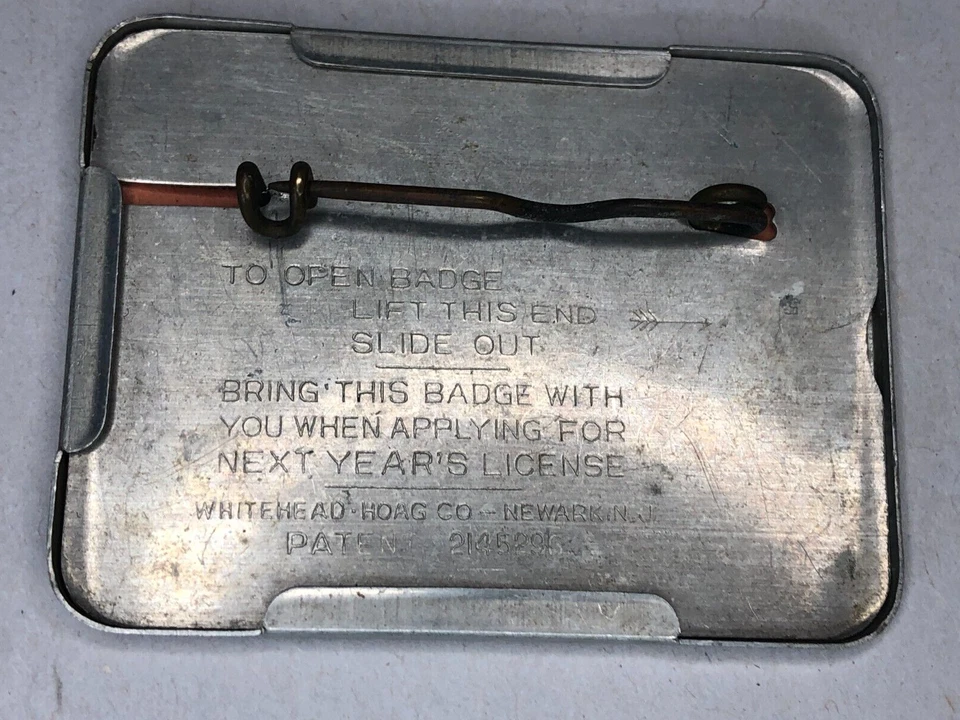 TO OPEN BADGE
LIFT THIS END
SLIDE OUT
BRING THIS BADGE WITH
YOU WHEN APPLYING FOR
NEXT YEAR'S LICENSE
WHITEHEAD-HOAG CO - NEWARK N.J.
PATENT